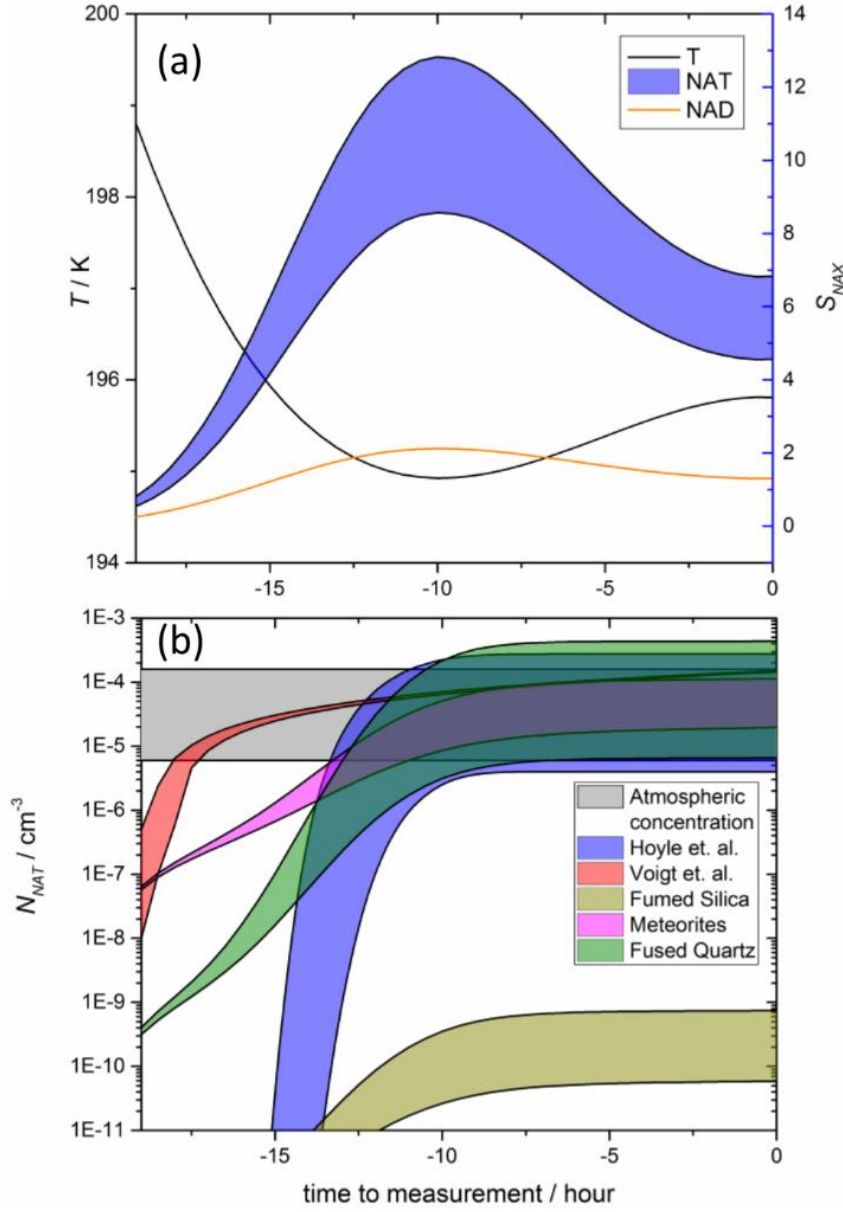 (a)
200
198
196
194
T / K
T
NAT
NAD
14
12
10
8
6
4
2
0
S_NAX
-15
-10
-5
0
(b)
1E-3
1E-4
1E-5
1E-6
1E-7
1E-8
1E-9
1E-10
1E-11
N_NAT / cm⁻³
Atmospheric
concentration
Hoyle et. al.
Voigt et. al.
Fumed Silica
Meteorites
Fused Quartz
-15
-10
-5
0
time to measurement / hour